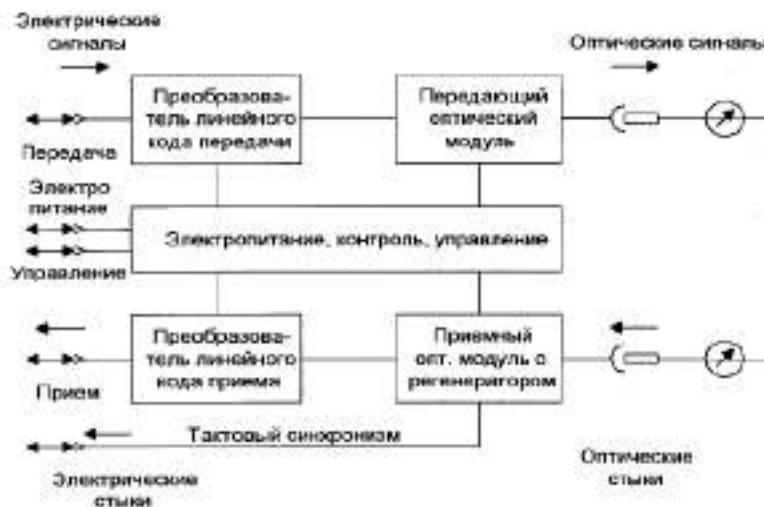 Электрические
сигналы
Оптические сигналы
Преобразова-
тель линейного
кода передачи
Передающий
оптический
модуль
Передача
Электро
питание
Электропитание, контроль, управление
Управление
Преобразова-
тель линейного
кода приема
Приемный
опт. модуль с
регенератором
Прием
Тактовый синхронизм
Электрические
стыки
Оптические
стыки